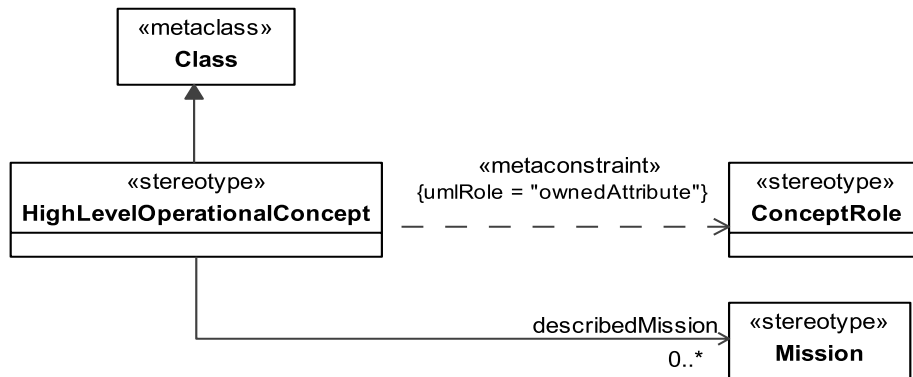 «metaclass»
Class
«stereotype»
HighLevelOperationalConcept
«metaconstraint»
{umlRole = "ownedAttribute"}
«stereotype»
ConceptRole
describedMission
0..*
«stereotype»
Mission